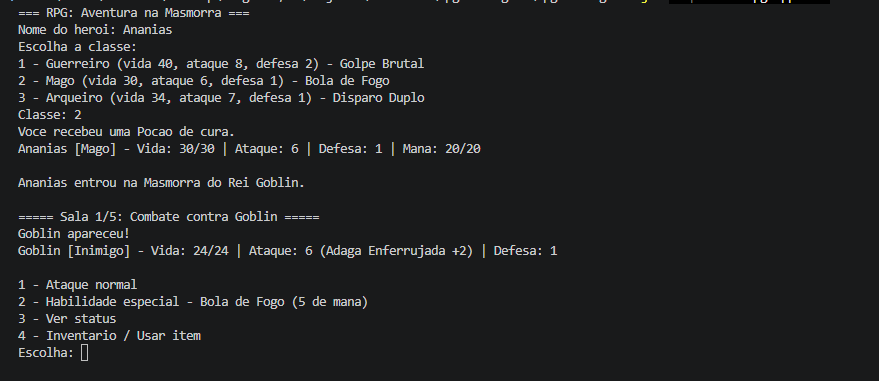 === RPG: Aventura na Masmorra ===
Nome do heroi: Ananias
Escolha a classe:
1 - Guerreiro (vida 40, ataque 8, defesa 2) - Golpe Brutal
2 - Mago (vida 30, ataque 6, defesa 1) - Bola de Fogo
3 - Arqueiro (vida 34, ataque 7, defesa 1) - Disparo Duplo
Classe: 2
Voce recebeu uma Pocao de cura.
Ananias [Mago] - Vida: 30/30 | Ataque: 6 | Defesa: 1 | Mana: 20/20
Ananias entrou na Masmorra do Rei Goblin.
===== Sala 1/5: Combate contra Goblin =====
Goblin apareceu!
Goblin [Inimigo] - Vida: 24/24 | Ataque: 6 (Adaga Enferrujada +2) | Defesa: 1
1 - Ataque normal
2 - Habilidade especial - Bola de Fogo (5 de mana)
3 - Ver status
4 - Inventario / Usar item
Escolha: